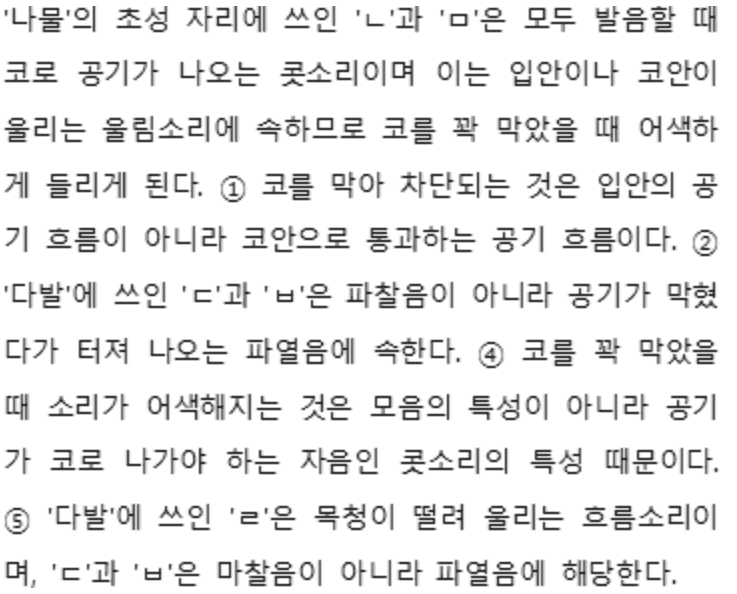 '나물'의 초성 자리에 쓰인 'ㄴ'과 'ㅁ'은 모두 발음할 때
코로 공기가 나오는 콧소리이며 이는 입안이나 코안이
울리는 울림소리에 속하므로 코를 꽉 막았을 때 어색하
게 들리게 된다. ① 코를 막아 차단되는 것은 입안의 공
기 흐름이 아니라 코안으로 통과하는 공기 흐름이다. ②
'다발'에 쓰인 'ㄷ'과 'ㅂ'은 파찰음이 아니라 공기가 막혔
다가 터져 나오는 파열음에 속한다. ④ 코를 꽉 막았을
때 소리가 어색해지는 것은 모음의 특성이 아니라 공기
가 코로 나가야 하는 자음인 콧소리의 특성 때문이다.
⑤ '다발'에 쓰인 'ㄹ'은 목청이 떨려 울리는 흐름소리이
며, 'ㄷ'과 'ㅂ'은 마찰음이 아니라 파열음에 해당한다.